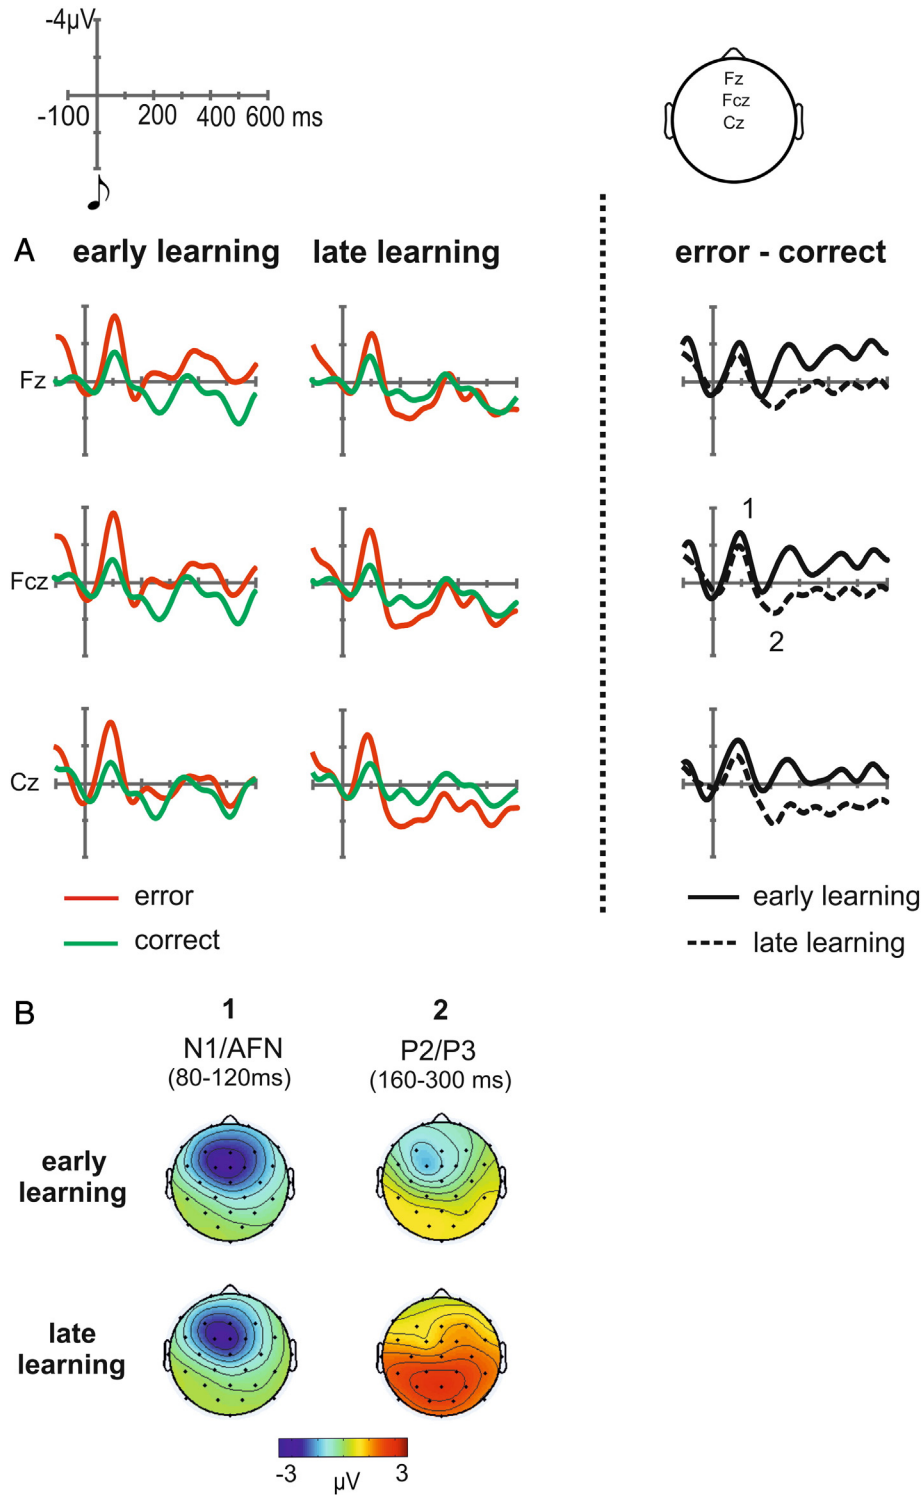 -4µV
-100 200 400 600 ms
Fz
Fcz
Cz
A early learning late learning error - correct
Fz
Fcz
1
2
Cz
error
correct
early learning
late learning
B 1 2
N1/AFN P2/P3
(80-120ms) (160-300 ms)
early
learning
late
learning
-3 µV 3